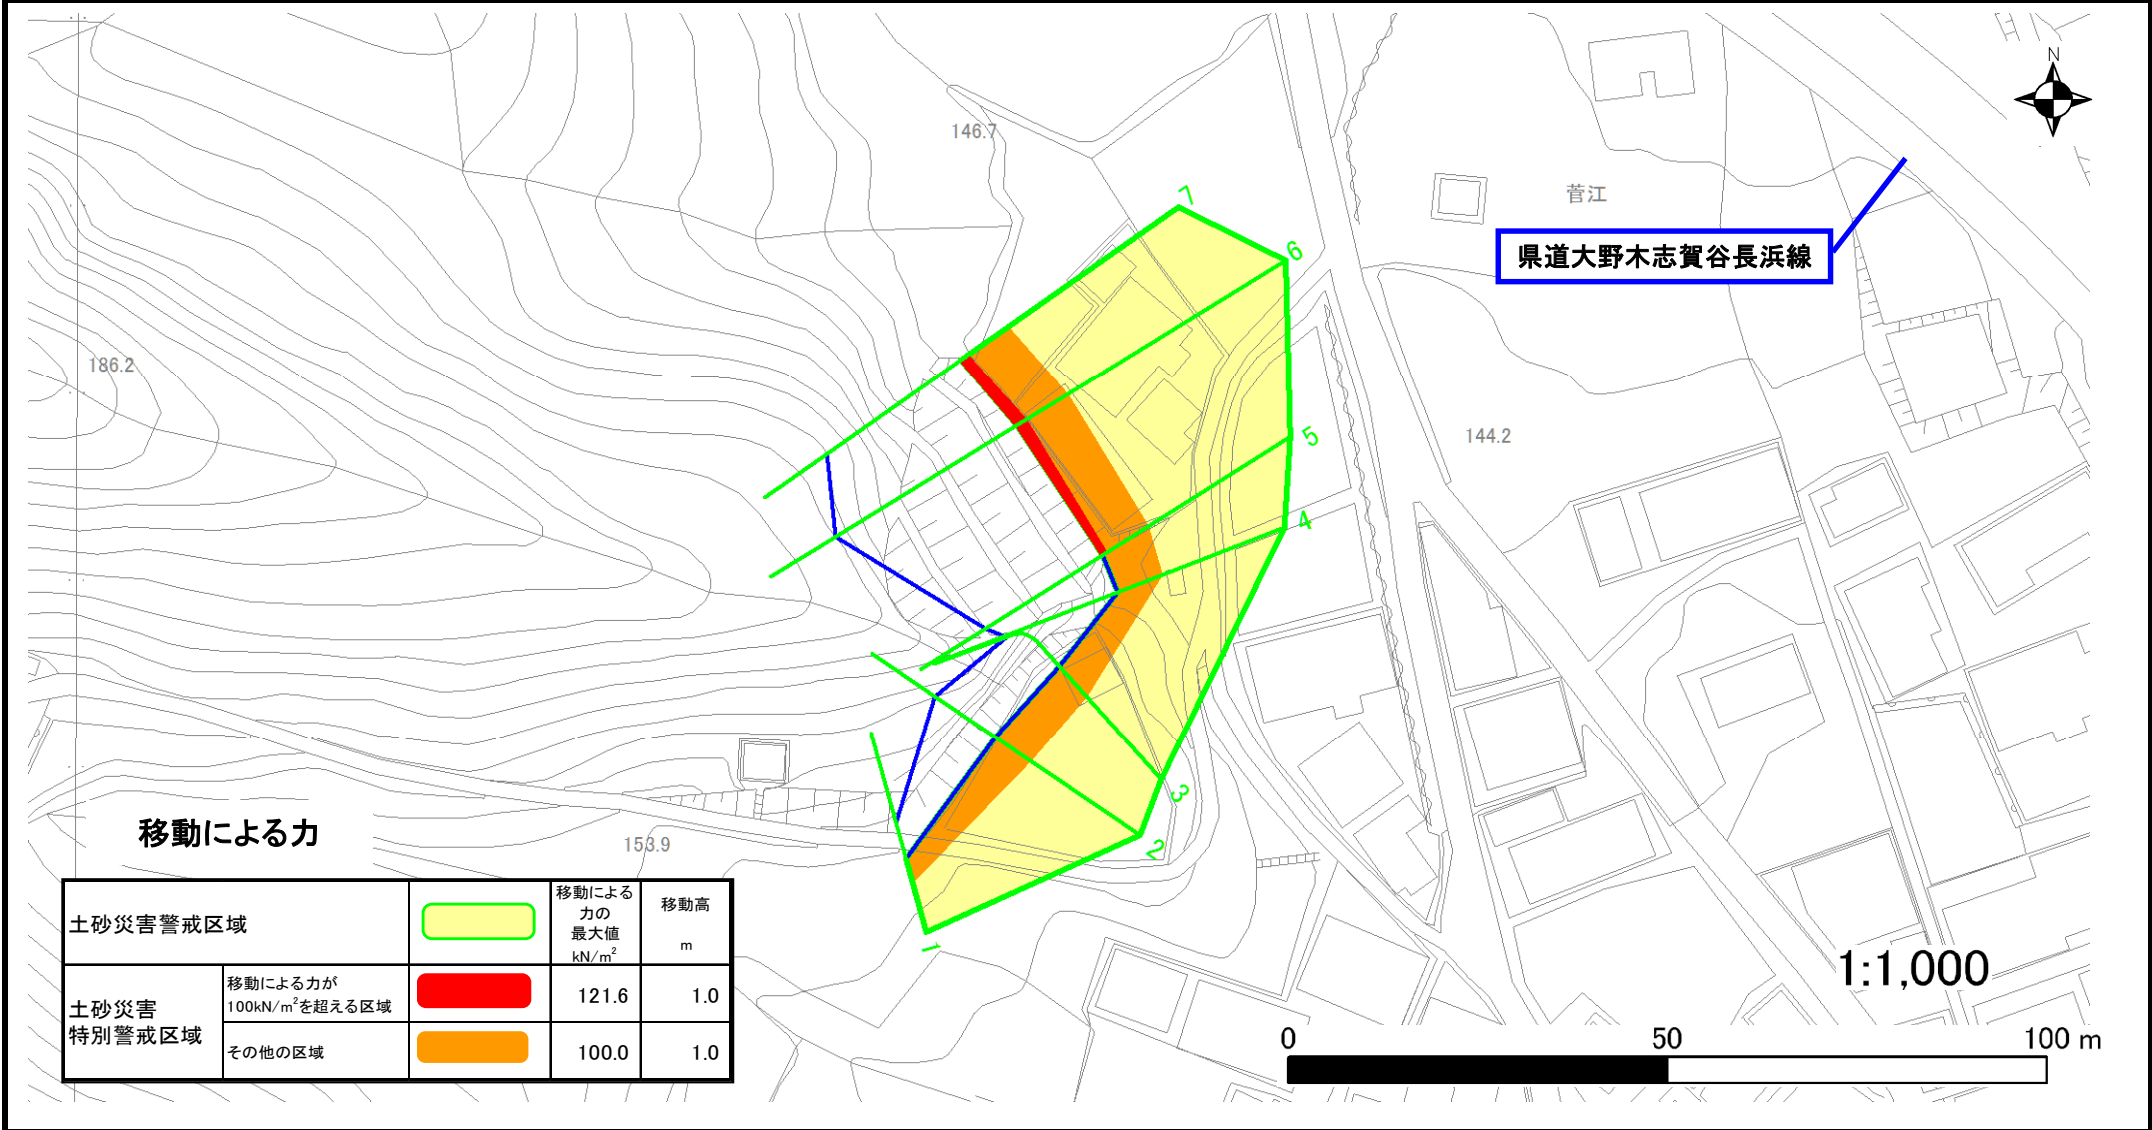 N
146.7
菅江
県道大野木志賀谷長浜線
7
6
186.2
5
144.2
4
3
移動による力
153.9
2
1
土砂災害警戒区域
移動による
力の
最大値
kN/m²
移動高
m
土砂災害
特別警戒区域
移動による力が
100kN/m²を超える区域
121.6
1.0
その他の区域
100.0
1.0
1:1,000
0 50 100 m